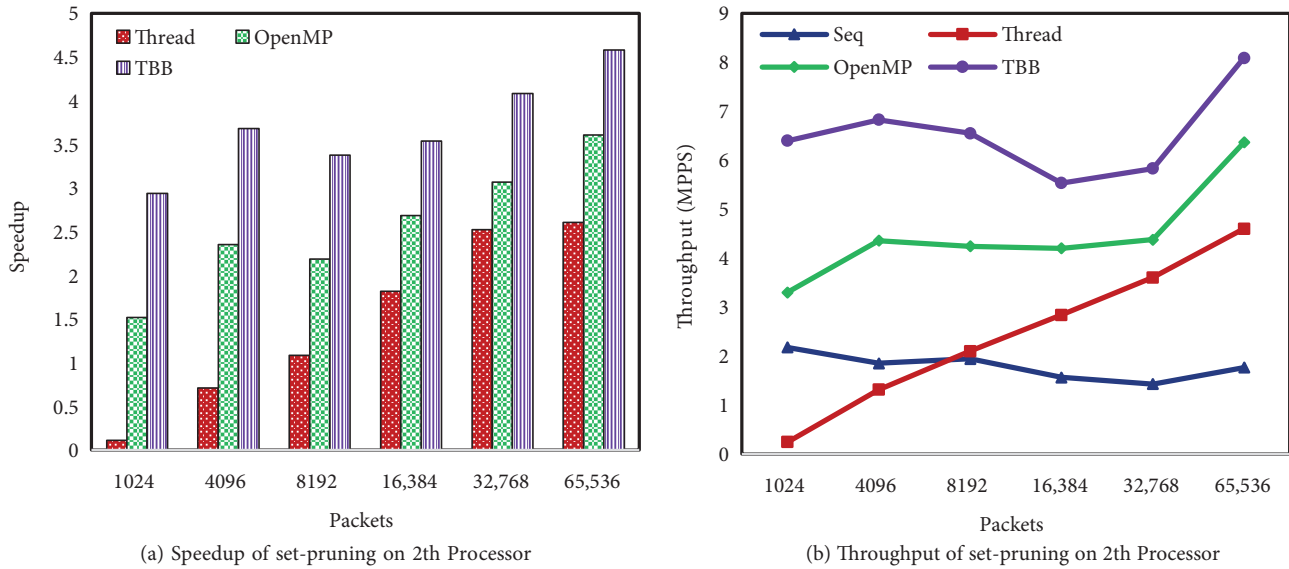 5
4.5
4
3.5
3
2.5
2
1.5
1
0.5
0
Speedup
Thread
OpenMP
TBB
1024 4096 8192 16,384 32,768 65,536
Packets
(a) Speedup of set-pruning on 2th Processor
9
8
7
6
5
4
3
2
1
0
Throughput (MPPS)
Seq
Thread
OpenMP
TBB
1024 4096 8192 16,384 32,768 65,536
Packets
(b) Throughput of set-pruning on 2th Processor